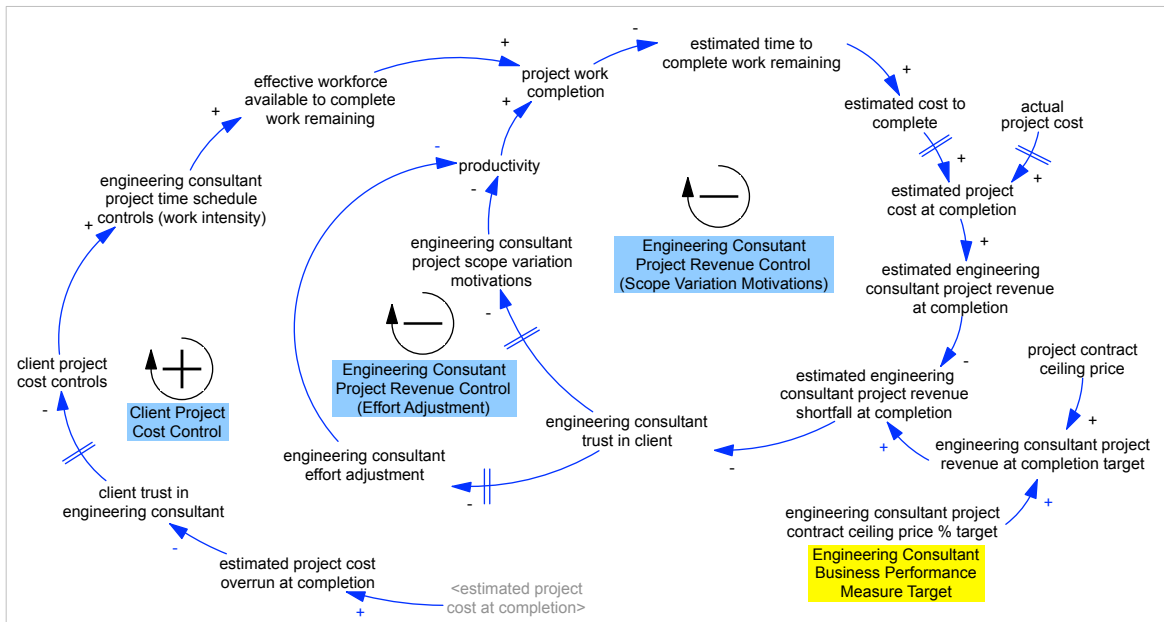 effective workforce
available to complete
work remaining
+
+
project work
completion
+
-
estimated time to
complete work remaining
+
estimated cost to
complete
+
actual
project cost
+
estimated project
cost at completion
+
estimated engineering
consultant project revenue
at completion
-
estimated engineering
consultant project revenue
shortfall at completion
+
-
project contract
ceiling price
+
engineering consultant project
revenue at completion target
+
engineering consultant project
contract ceiling price % target
Engineering Consultant
Business Performance
Measure Target
engineering consultant
trust in client
-
-
engineering consultant
project scope variation
motivations
-
productivity
-
engineering consultant
effort adjustment
Engineering Consutant
Project Revenue Control
(Scope Variation Motivations)
Engineering Consutant
Project Revenue Control
(Effort Adjustment)
engineering consultant
project time schedule
controls (work intensity)
+
client project
cost controls
-
Client Project
Cost Control
client trust in
engineering consultant
-
estimated project cost
overrun at completion
+
<estimated project
cost at completion>